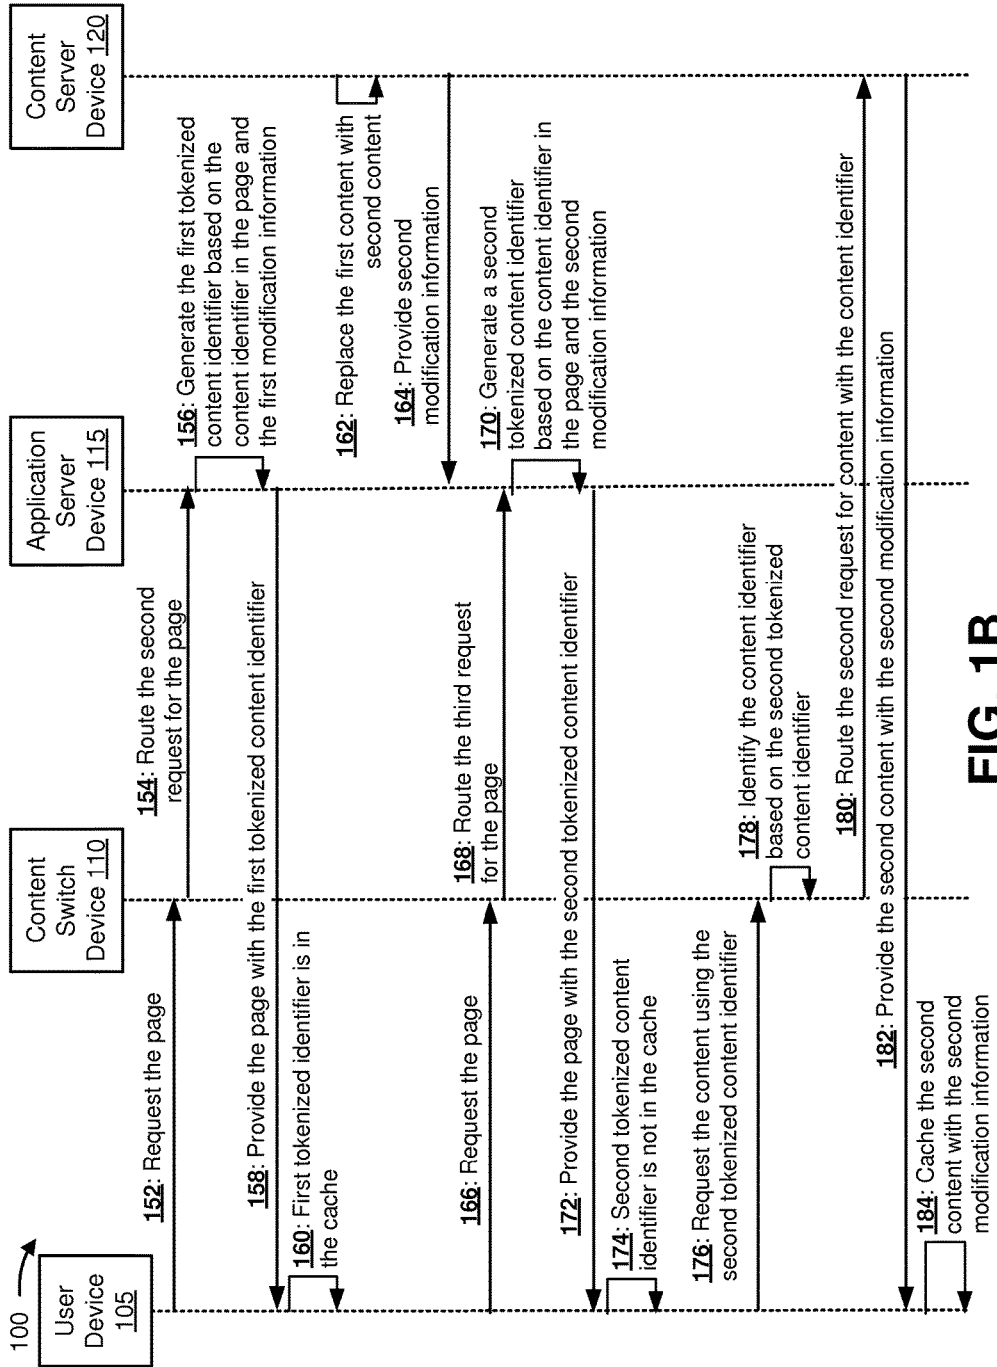 100
User
Device
105
Content
Switch
Device 110
Application
Server
Device 115
Content
Server
Device 120
152: Request the page
154: Route the second
request for the page
156: Generate the first tokenized
content identifier based on the
content identifier in the page and
the first modification information
158: Provide the page with the first tokenized content identifier
160: First tokenized identifier is in
the cache
162: Replace the first content with
second content
164: Provide second
modification information
166: Request the page
168: Route the third request
for the page
170: Generate a second
tokenized content identifier
based on the content identifier in
the page and the second
modification information
172: Provide the page with the second tokenized content identifier
174: Second tokenized content
identifier is not in the cache
176: Request the content using the
second tokenized content identifier
178: Identify the content identifier
based on the second tokenized
content identifier
180: Route the second request for content with the content identifier
182: Provide the second content with the second modification information
184: Cache the second
content with the second
modification information
FIG. 1B